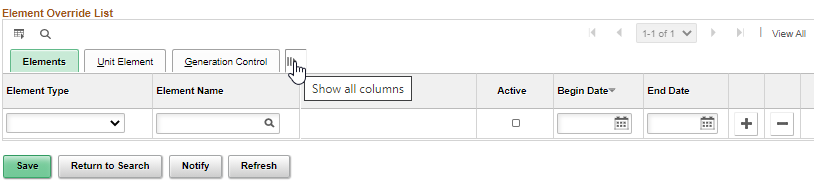 Element Override List
1-1 of 1
View All
Elements
Unit Element
Generation Control
Show all columns
Element Type
Element Name
Active
Begin Date
End Date
Save
Return to Search
Notify
Refresh